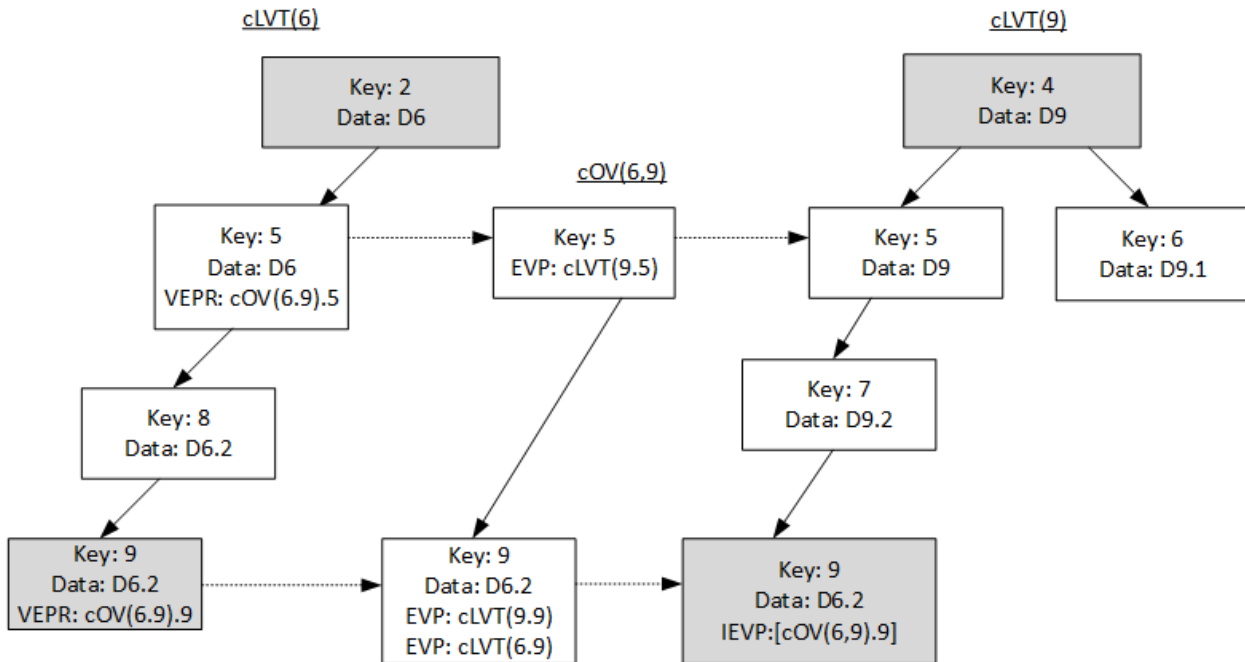 cLVT(6)
cLVT(9)
Key: 2
Data: D6
Key: 4
Data: D9
cOV(6,9)
Key: 5
Data: D6
VEPR: cOV(6.9).5
Key: 5
EVP: cLVT(9.5)
Key: 5
Data: D9
Key: 6
Data: D9.1
Key: 8
Data: D6.2
Key: 7
Data: D9.2
Key: 9
Data: D6.2
VEPR: cOV(6.9).9
Key: 9
Data: D6.2
EVP: cLVT(9.9)
EVP: cLVT(6.9)
Key: 9
Data: D6.2
IEVP:[cOV(6,9).9]